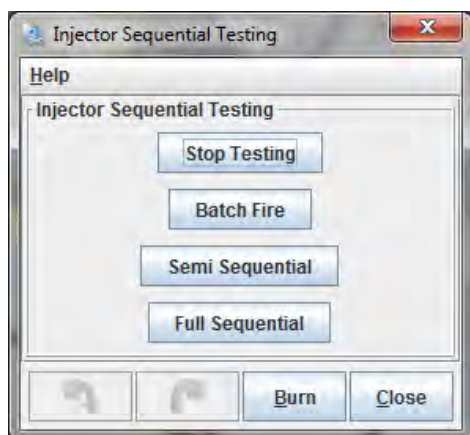 Injector Sequential Testing
Help
Injector Sequential Testing
Stop Testing
Batch Fire
Semi Sequential
Full Sequential
Burn Close